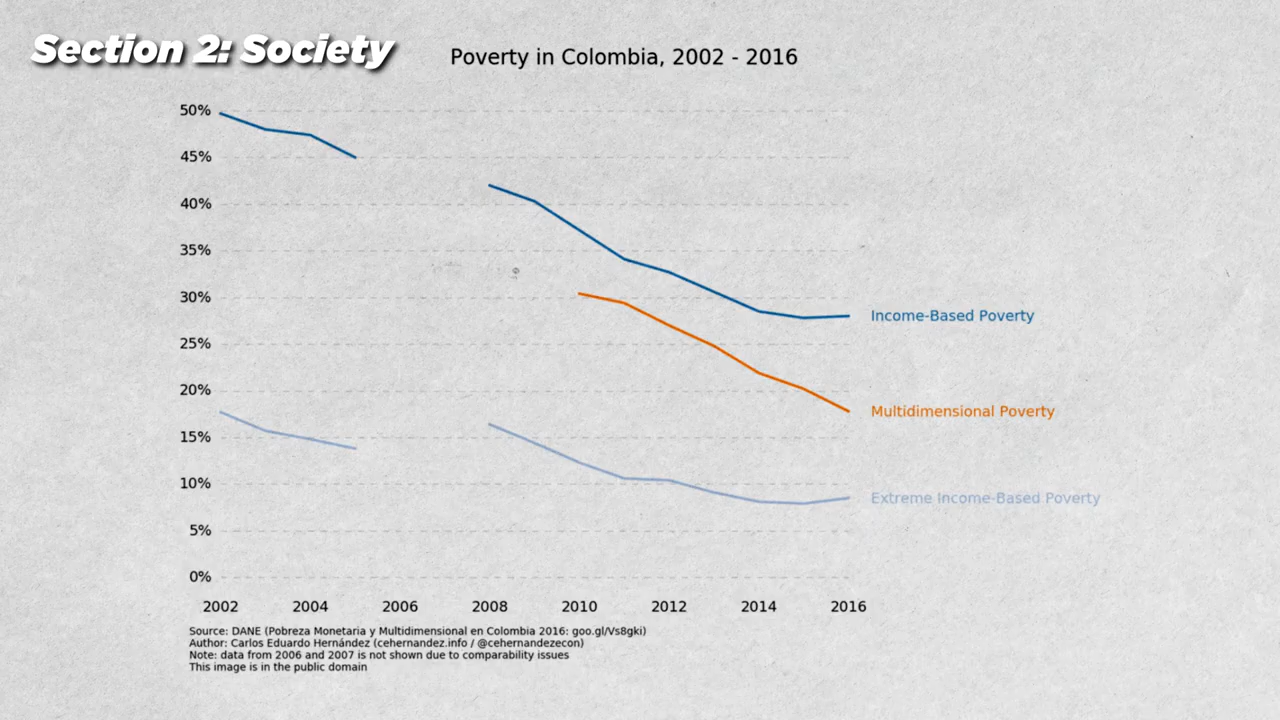 Section 2: Society
Poverty in Colombia, 2002 - 2016
50%
45%
40%
35%
30%
25%
20%
15%
10%
5%
0%
Income-Based Poverty
Multidimensional Poverty
Extreme Income-Based Poverty
2002 2004 2006 2008 2010 2012 2014 2016
Source: DANE (Pobreza Monetaria y Multidimensional en Colombia 2016: goo.gl/Vs8gki)
Author: Carlos Eduardo Hernández (cehernandez.info / @cehernandezecon)
Note: data from 2006 and 2007 is not shown due to comparability issues
This image is in the public domain